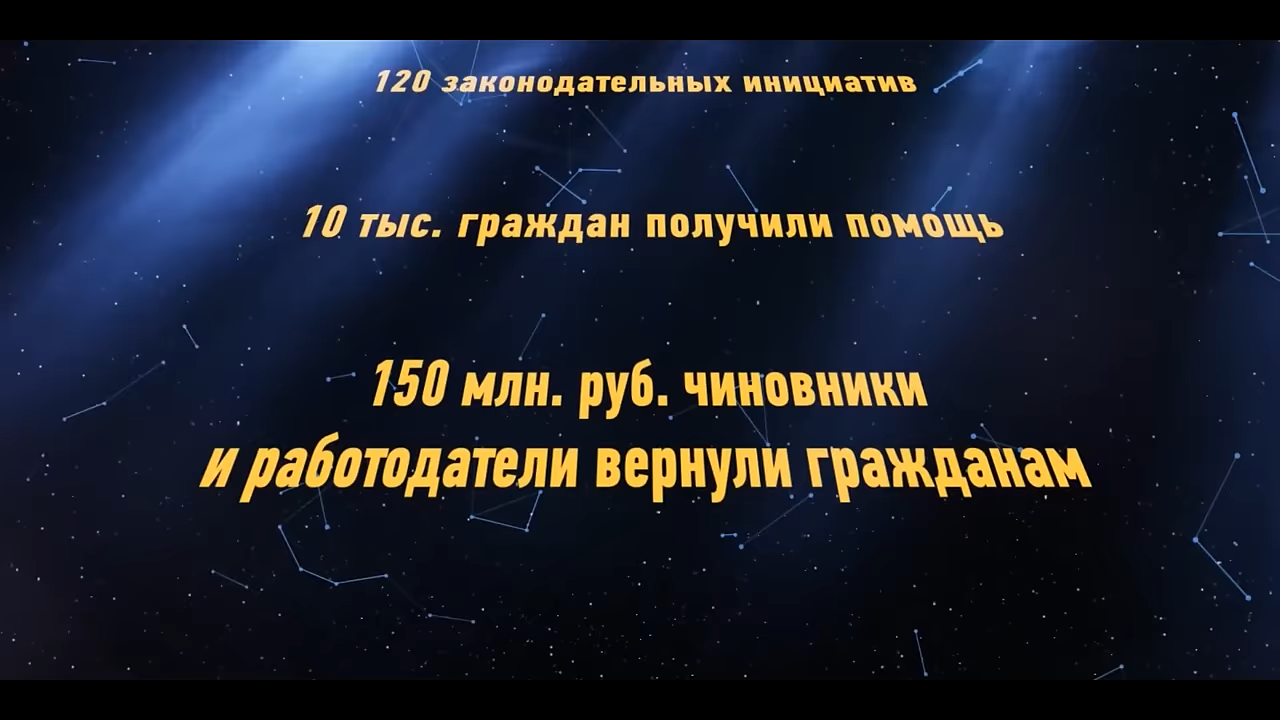 120 законодательных инициатив
10 тыс. граждан получили помощь
150 млн. руб. чиновники
и работодатели вернули гражданам